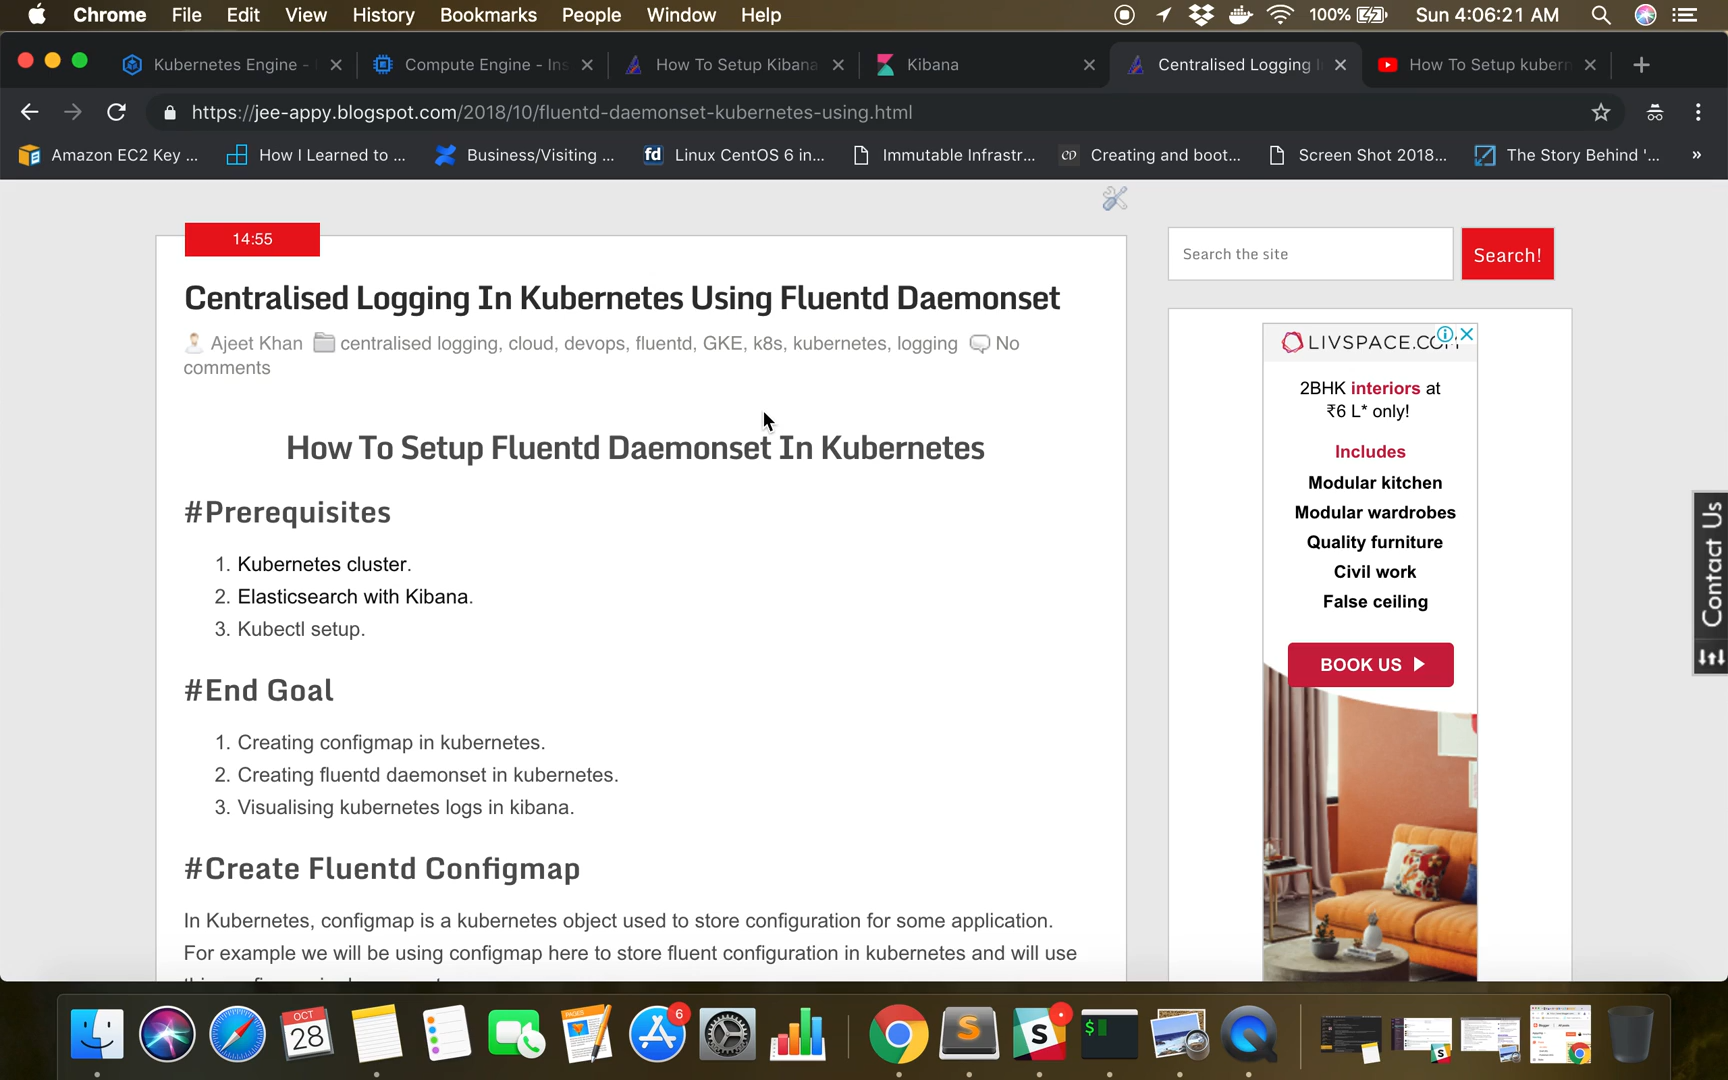 Chrome File Edit View History Bookmarks People Window Help 100% Sun 4:06:21 AM
Kubernetes Engine - Compute Engine - Ins How To Setup Kibana Kibana Centralised Logging I How To Setup kubern
https://jee-appy.blogspot.com/2018/10/fluentd-daemonset-kubernetes-using.html
Amazon EC2 Key ... How I Learned to ... Business/Visiting ... fd Linux CentOS 6 in... Immutable Infrastr... CD Creating and boot... Screen Shot 2018... The Story Behind '... »
14:55
Search the site
Search!
Centralised Logging In Kubernetes Using Fluentd Daemonset
Ajeet Khan centralised logging, cloud, devops, fluentd, GKE, k8s, kubernetes, logging No
comments
How To Setup Fluentd Daemonset In Kubernetes
#Prerequisites
1. Kubernetes cluster.
2. Elasticsearch with Kibana.
3. Kubectl setup.
#End Goal
1. Creating configmap in kubernetes.
2. Creating fluentd daemonset in kubernetes.
3. Visualising kubernetes logs in kibana.
#Create Fluentd Configmap
In Kubernetes, configmap is a kubernetes object used to store configuration for some application.
For example we will be using configmap here to store fluent configuration in kubernetes and will use
LIVSPACE.COM
2BHK interiors at
₹6 L* only!
Includes
Modular kitchen
Modular wardrobes
Quality furniture
Civil work
False ceiling
BOOK US
Contact Us
OCT
28
PAGES
6
S
S
$